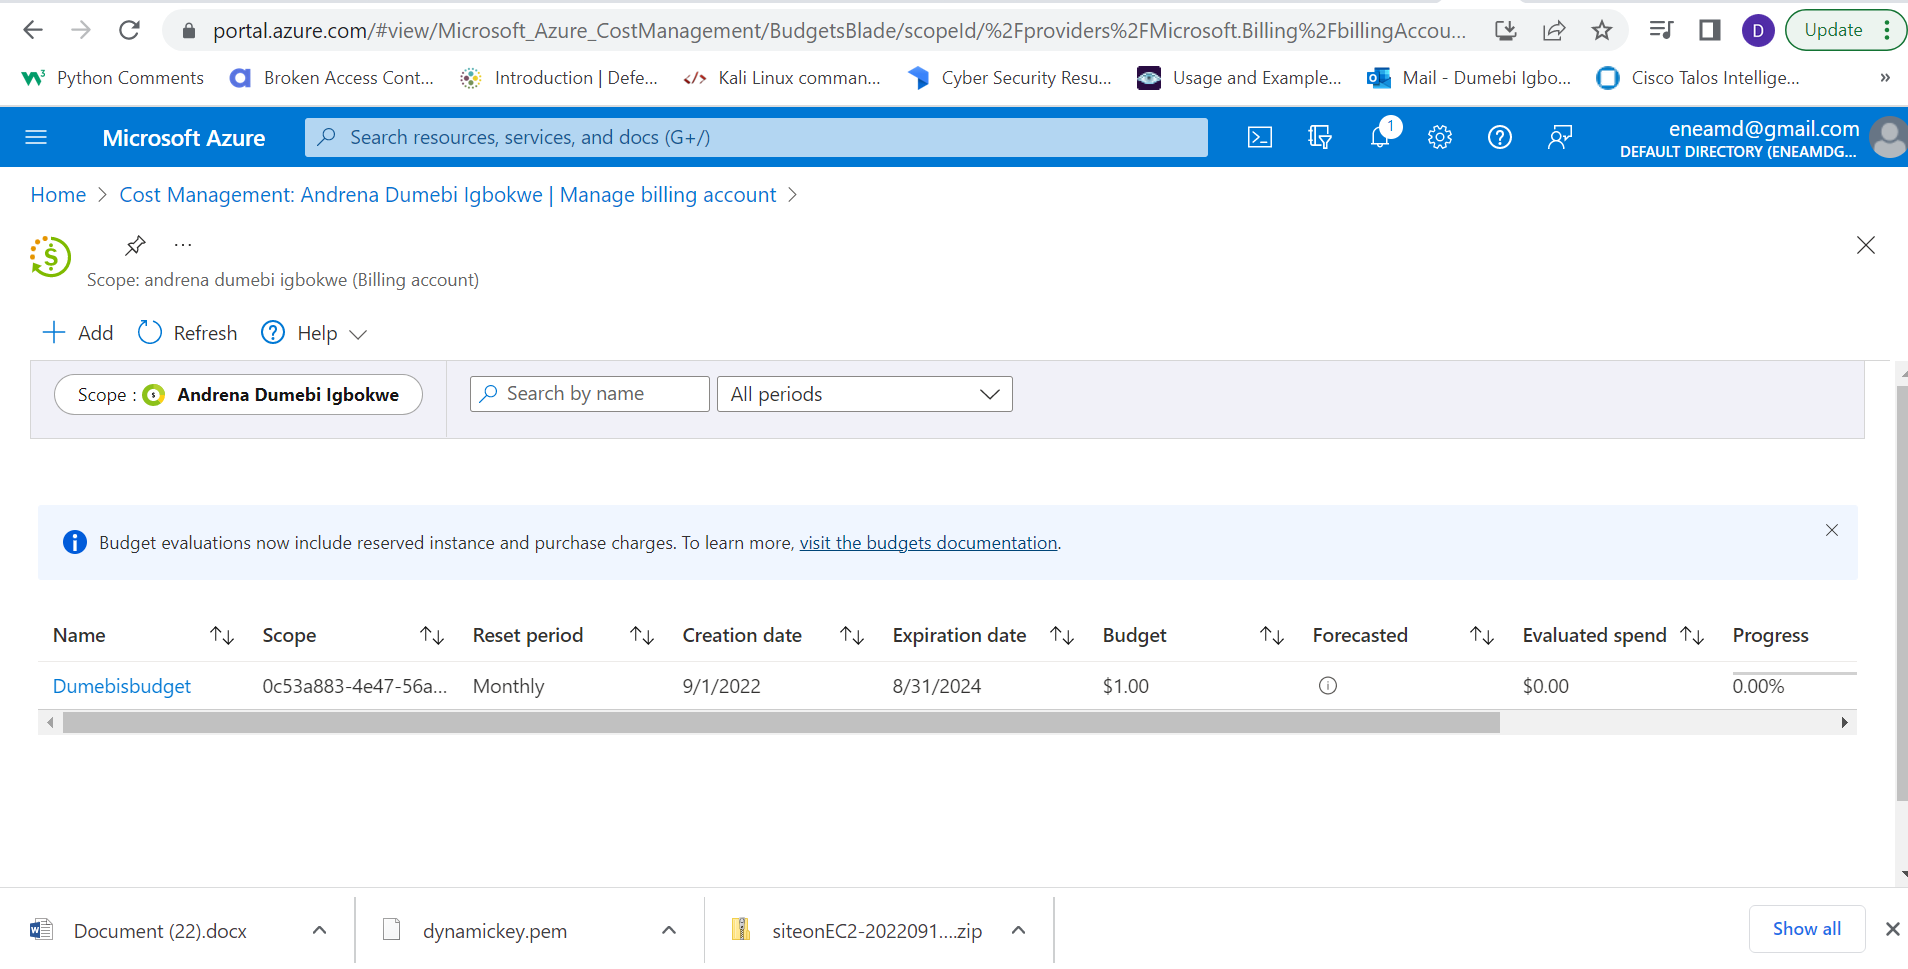 portal.azure.com/#view/Microsoft_Azure_CostManagement/BudgetsBlade/scopeId/%2Fproviders%2FMicrosoft.Billing%2FbillingAccou...
D
Update
W3 Python Comments
Broken Access Cont...
Introduction | Defe...
Kali Linux comman...
Cyber Security Resu...
Usage and Example...
Mail - Dumebi Igbo...
Cisco Talos Intellige...
»
Microsoft Azure
Search resources, services, and docs (G+/)
1
eneamd@gmail.com
DEFAULT DIRECTORY (ENEAMDG...
Home > Cost Management: Andrena Dumebi Igbokwe | Manage billing account >
...
Scope: andrena dumebi igbokwe (Billing account)
+ Add Refresh Help
Scope : Andrena Dumebi Igbokwe
Search by name
All periods
Budget evaluations now include reserved instance and purchase charges. To learn more, visit the budgets documentation.
Name Scope Reset period Creation date Expiration date Budget Forecasted Evaluated spend Progress
Dumebisbudget 0c53a883-4e47-56a... Monthly 9/1/2022 8/31/2024 $1.00 $0.00 0.00%
Document (22).docx
dynamickey.pem
siteonEC2-2022091....zip
Show all